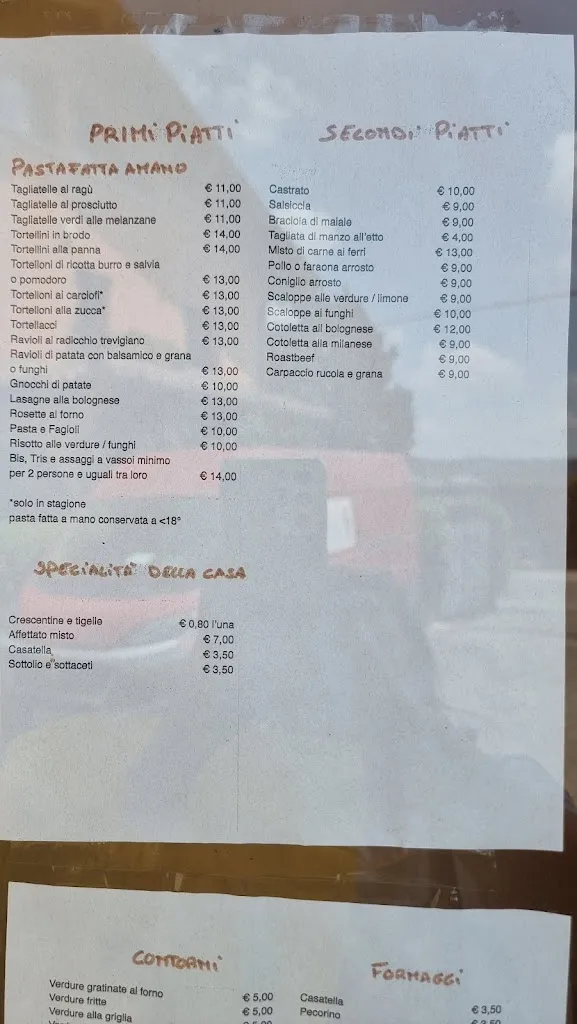 PRIMI PIATTI
PASTA FATTA A MANO
Tagliatelle al ragù € 11,00
Tagliatelle al prosciutto € 11,00
Tagliatelle verdi alle melanzane € 11,00
Tortellini in brodo € 14,00
Tortellini alla panna € 14,00
Tortelloni di ricotta burro e salvia
o pomodoro € 13,00
Tortelloni ai carciofi* € 13,00
Tortelloni alla zucca* € 13,00
Tortellacci € 13,00
Ravioli al radicchio trevigiano € 13,00
Ravioli di patata con balsamico e grana
o funghi € 13,00
Gnocchi di patate € 10,00
Lasagne alla bolognese € 13,00
Rosette al forno € 13,00
Pasta e Fagioli € 10,00
Risotto alle verdure / funghi € 10,00
Bis, Tris e assaggi a vassoi minimo
per 2 persone e uguali tra loro € 14,00
*solo in stagione
pasta fatta a mano conservata a <18°
SPECIALITÀ DELLA CASA
Crescentine e tigelle € 0,80 l'una
Affettato misto € 7,00
Casatella € 3,50
Sottolio e sottaceti € 3,50
SECONDI PIATTI
Castrato € 10,00
Salsiccia € 9,00
Braciola di maiale € 9,00
Tagliata di manzo all'etto € 4,00
Misto di carne ai ferri € 13,00
Pollo o faraona arrosto € 9,00
Coniglio arrosto € 9,00
Scaloppe alle verdure / limone € 9,00
Scaloppe ai funghi € 10,00
Cotoletta all bolognese € 12,00
Cotoletta alla milanese € 9,00
Roastbeef € 9,00
Carpaccio rucola e grana € 9,00
CONTORNI
Verdure gratinate al forno € 5,00
Verdure fritte € 5,00
Verdure alla griglia
FORMAGGI
Casatella € 3,50
Pecorino